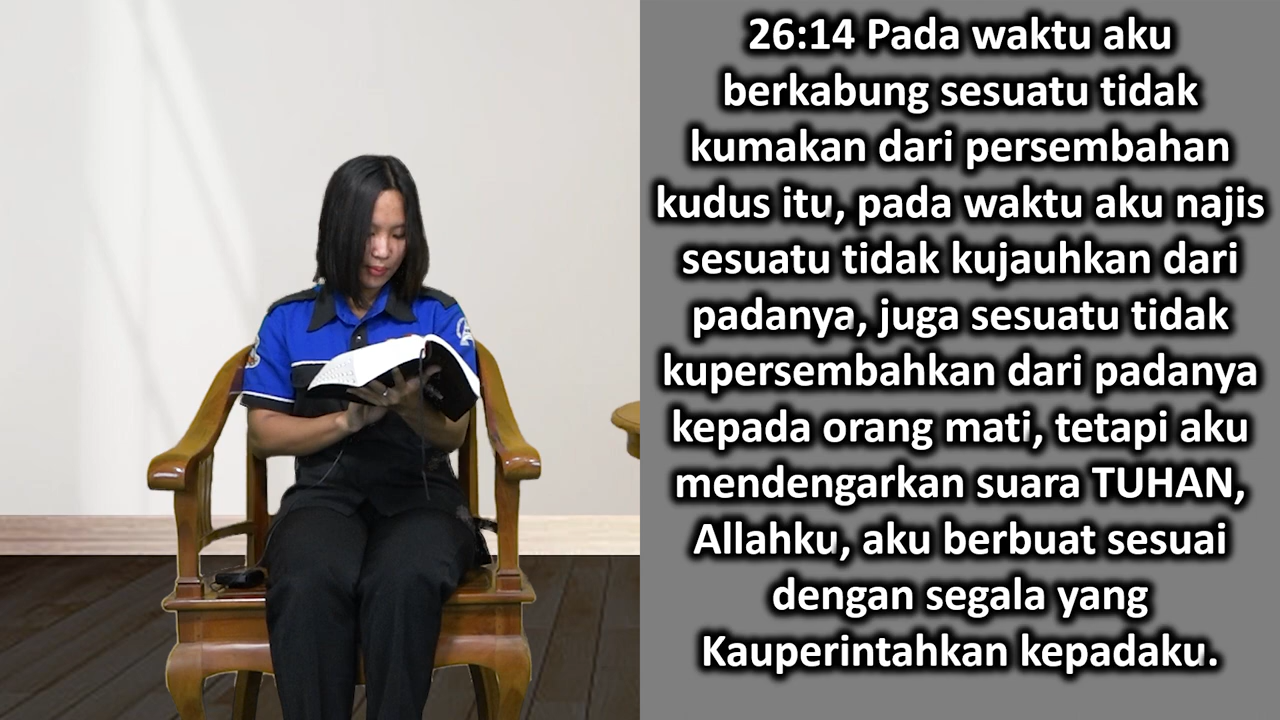 26:14 Pada waktu aku
berkabung sesuatu tidak
kumakan dari persembahan
kudus itu, pada waktu aku najis
sesuatu tidak kujauhkan dari
padanya, juga sesuatu tidak
kupersembahkan dari padanya
kepada orang mati, tetapi aku
mendengarkan suara TUHAN,
Allahku, aku berbuat sesuai
dengan segala yang
Kauperintahkan kepadaku.